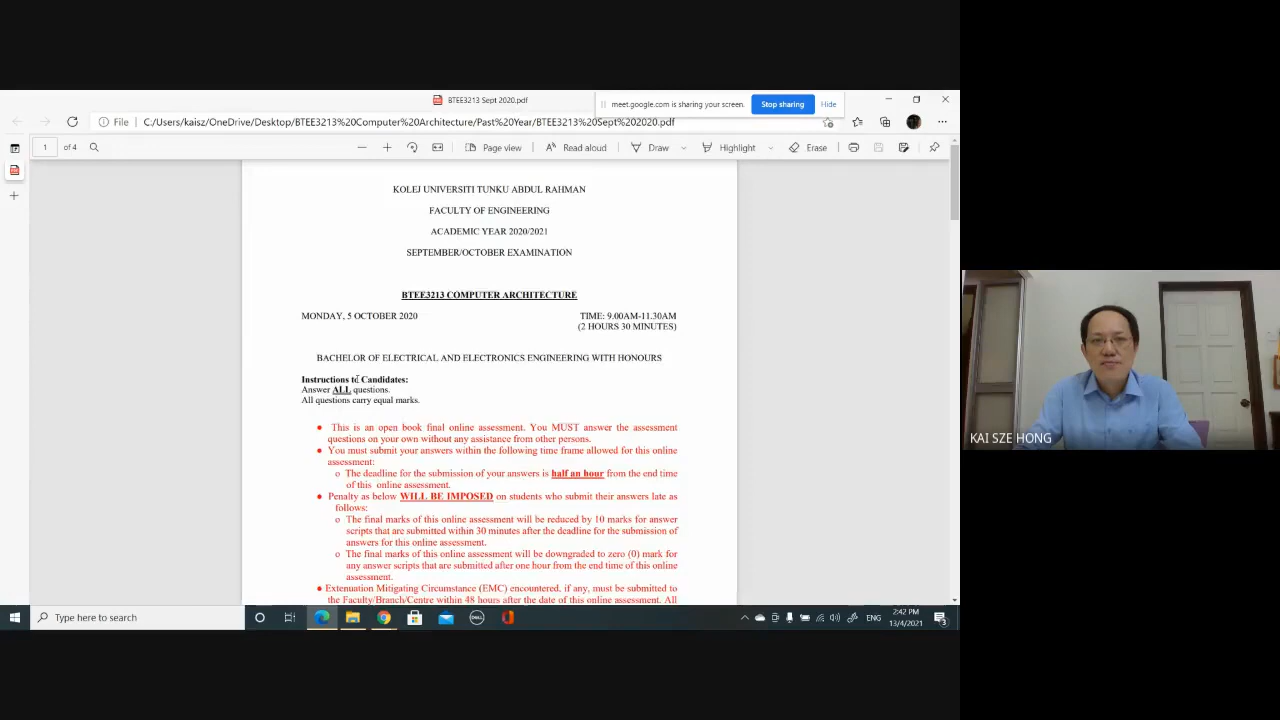 BTEE3213 Sept 2020.pdf
meet.google.com is sharing your screen.
Stop sharing
Hide
File
C:/Users/kaisz/OneDrive/Desktop/BTEE3213%20Computer%20Architecture/Past%20Year/BTEE3213%20Sept%202020.pdf
1 of 4
Page view
Read aloud
Draw
Highlight
Erase
KOLEJ UNIVERSITI TUNKU ABDUL RAHMAN
FACULTY OF ENGINEERING
ACADEMIC YEAR 2020/2021
SEPTEMBER/OCTOBER EXAMINATION
BTEE3213 COMPUTER ARCHITECTURE
MONDAY, 5 OCTOBER 2020 TIME: 9.00AM-11.30AM
(2 HOURS 30 MINUTES)
BACHELOR OF ELECTRICAL AND ELECTRONICS ENGINEERING WITH HONOURS
Instructions to Candidates:
Answer ALL questions.
All questions carry equal marks.
● This is an open book final online assessment. You MUST answer the assessment
questions on your own without any assistance from other persons.
● You must submit your answers within the following time frame allowed for this online
assessment:
o The deadline for the submission of your answers is half an hour from the end time
of this online assessment.
● Penalty as below WILL BE IMPOSED on students who submit their answers late as
follows:
o The final marks of this online assessment will be reduced by 10 marks for answer
scripts that are submitted within 30 minutes after the deadline for the submission of
answers for this online assessment.
o The final marks of this online assessment will be downgraded to zero (0) mark for
any answer scripts that are submitted after one hour from the end time of this online
assessment.
● Extenuation Mitigating Circumstance (EMC) encountered, if any, must be submitted to
the Faculty/Branch/Centre within 48 hours after the date of this online assessment. All
KAI SZE HONG
Type here to search
DELL
ENG
2:42 PM
13/4/2021
3